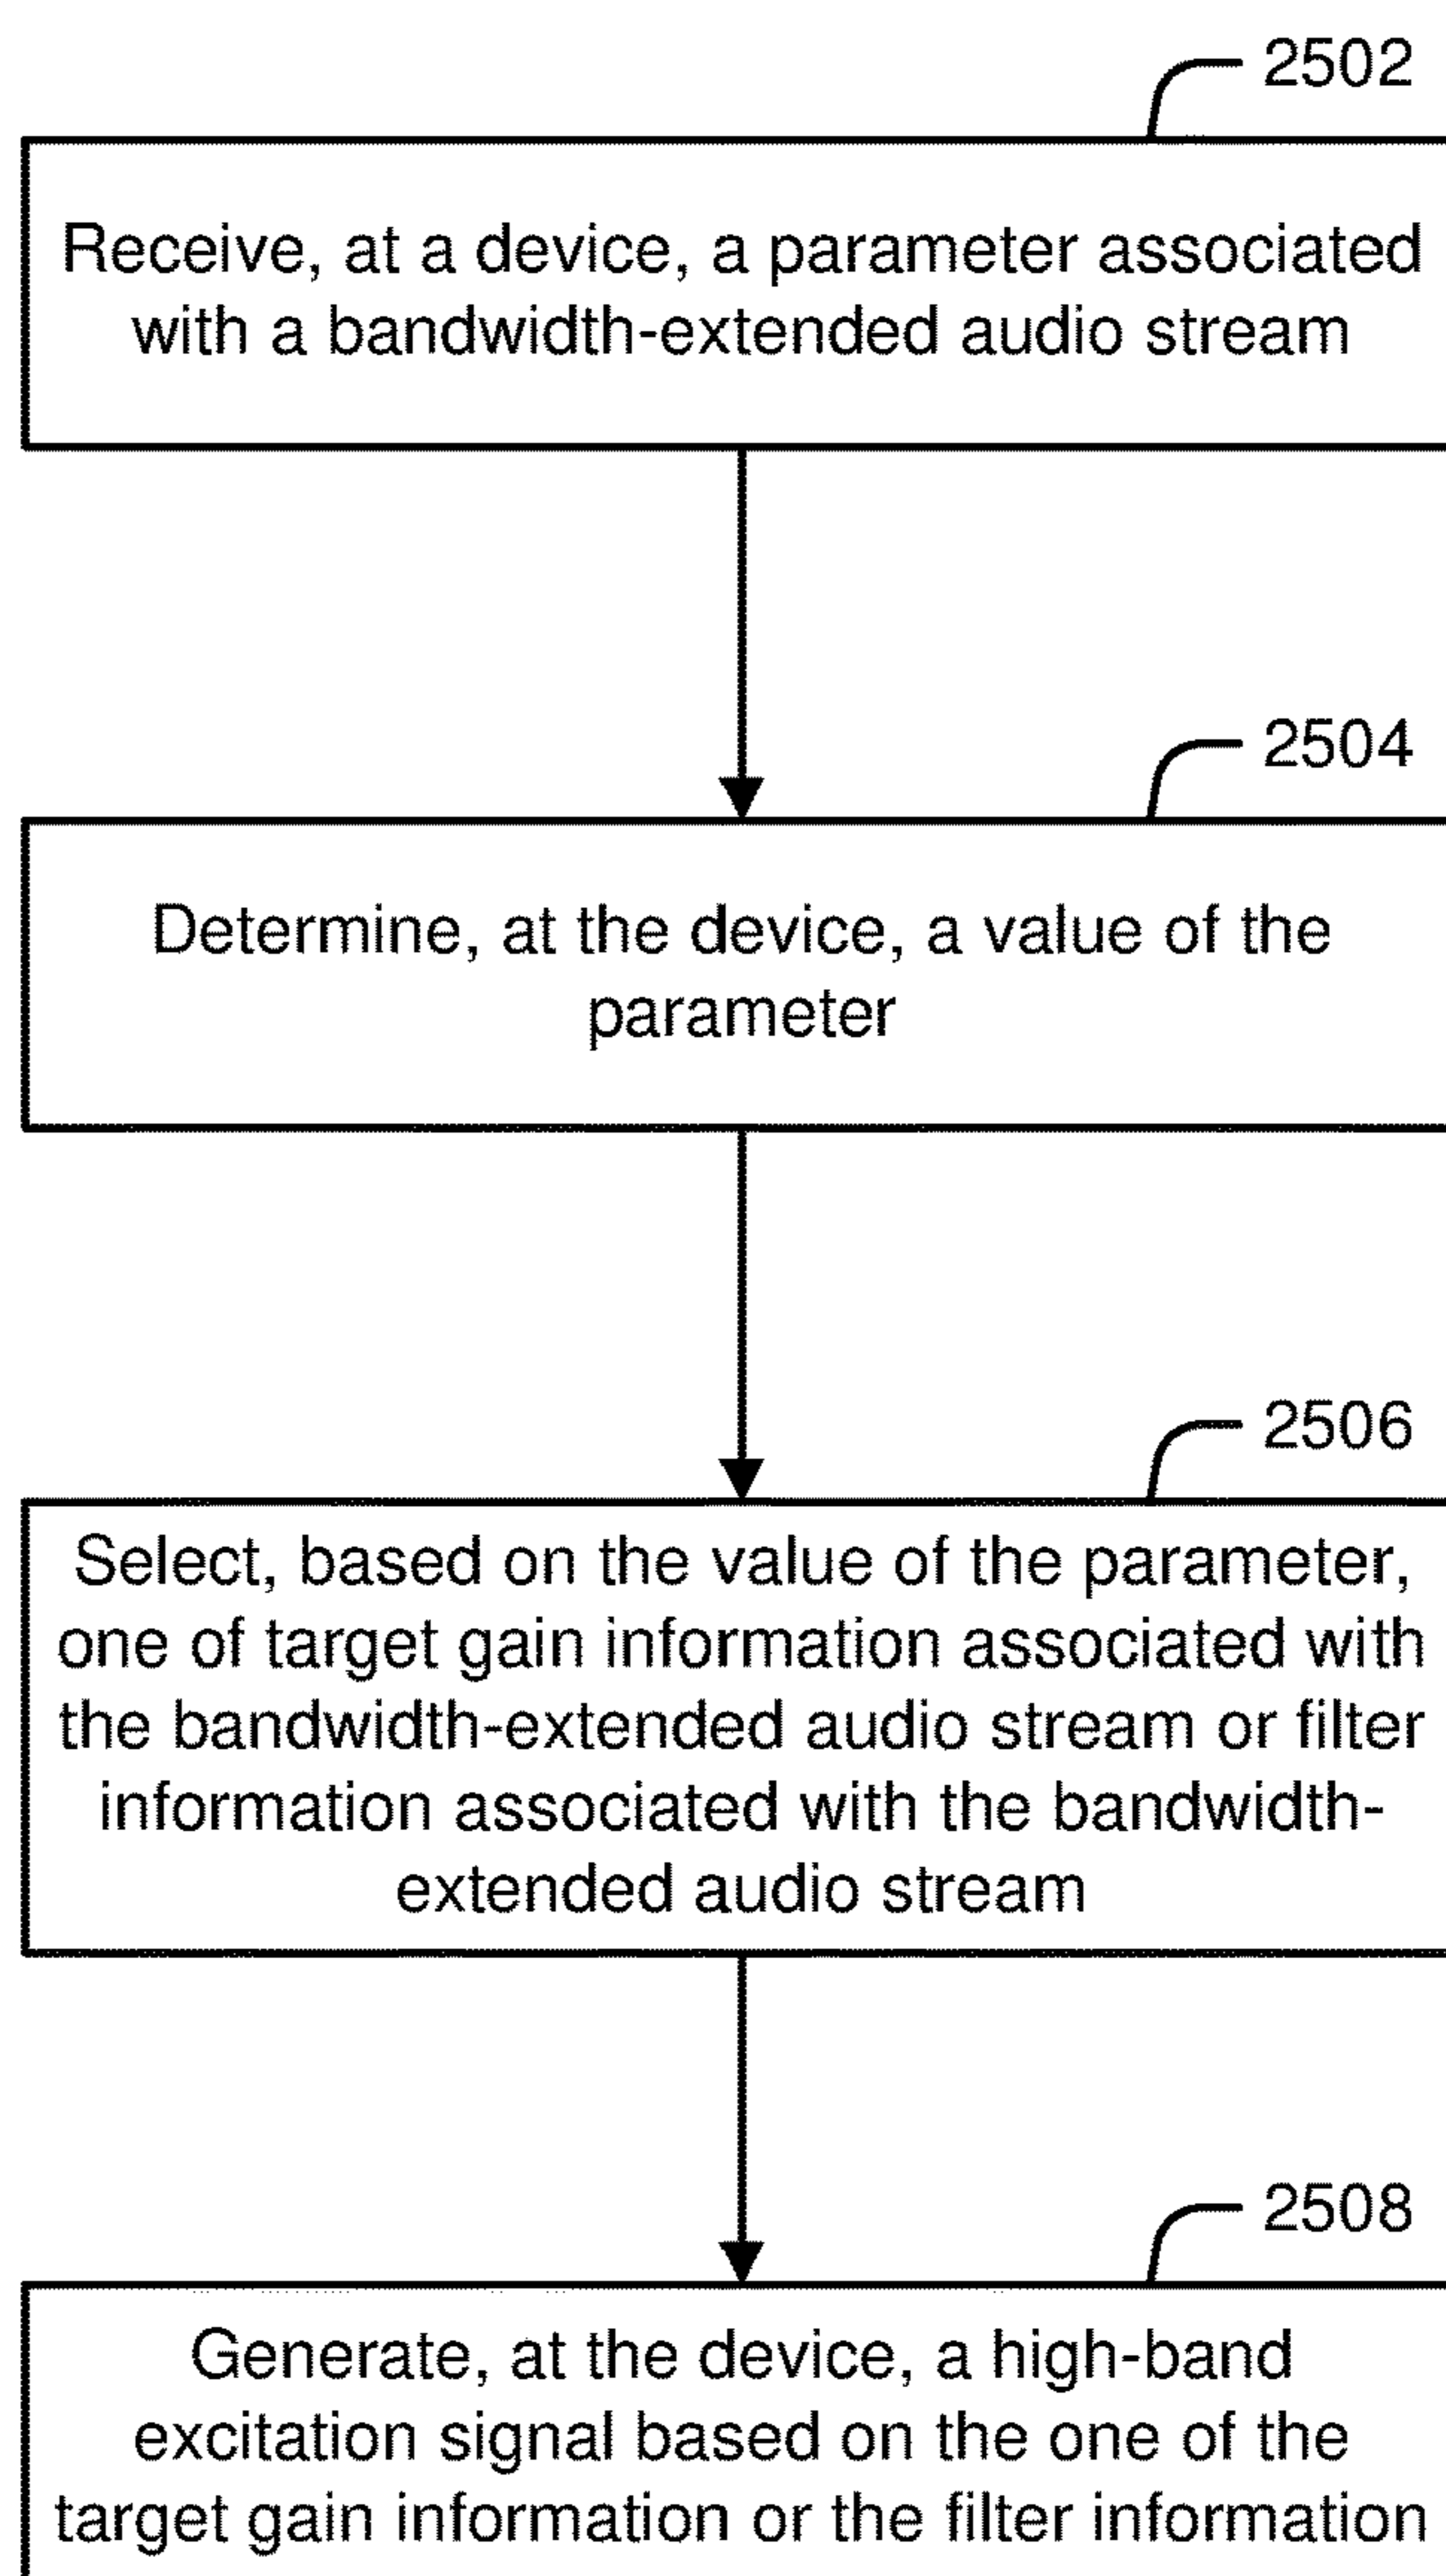 2502
Receive, at a device, a parameter associated
with a bandwidth-extended audio stream
2504
Determine, at the device, a value of the
parameter
2506
Select, based on the value of the parameter,
one of target gain information associated with
the bandwidth-extended audio stream or filter
information associated with the bandwidth-
extended audio stream
2508
Generate, at the device, a high-band
excitation signal based on the one of the
target gain information or the filter information